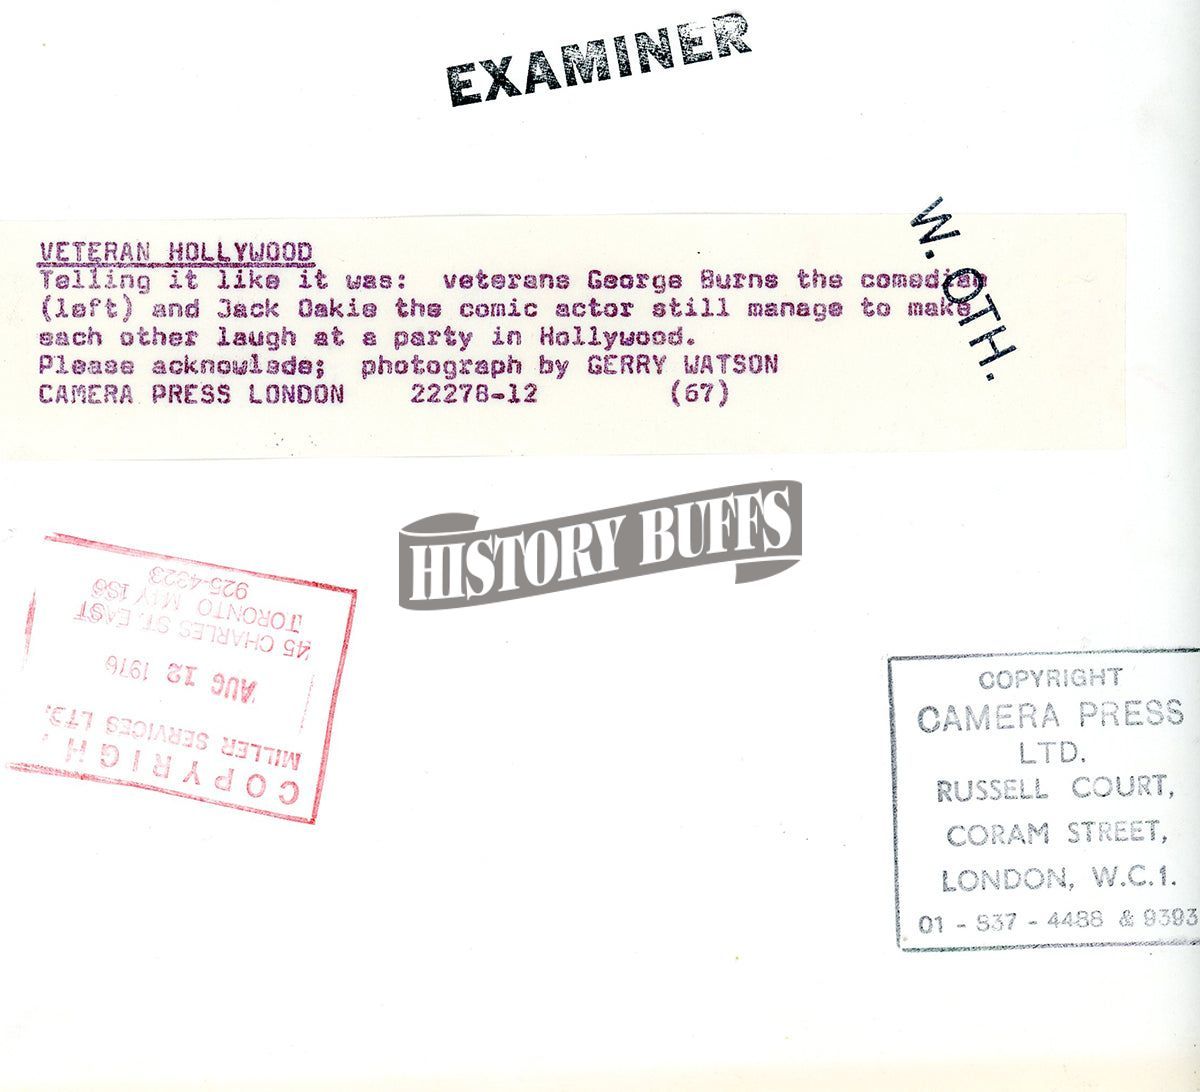 EXAMINER
W. OTH.
VETERAN HOLLYWOOD
Telling it like it was: veterans George Burns the comedian
(left) and Jack Oakie the comic actor still manage to make
each other laugh at a party in Hollywood.
Please acknowlede; photograph by GERRY WATSON
CAMERA PRESS LONDON 22278-12 (67)
HISTORY BUFFS
COPYRIGH
MILLER SERVICES LTD.
AUG 12 1976
45 CHARLES ST. EAST
TORONTO M4Y 1S6
925-4323
COPYRIGHT
CAMERA PRESS
LTD.
RUSSELL COURT,
CORAM STREET,
LONDON, W.C.1.
01 - 837 - 4488 & 9393